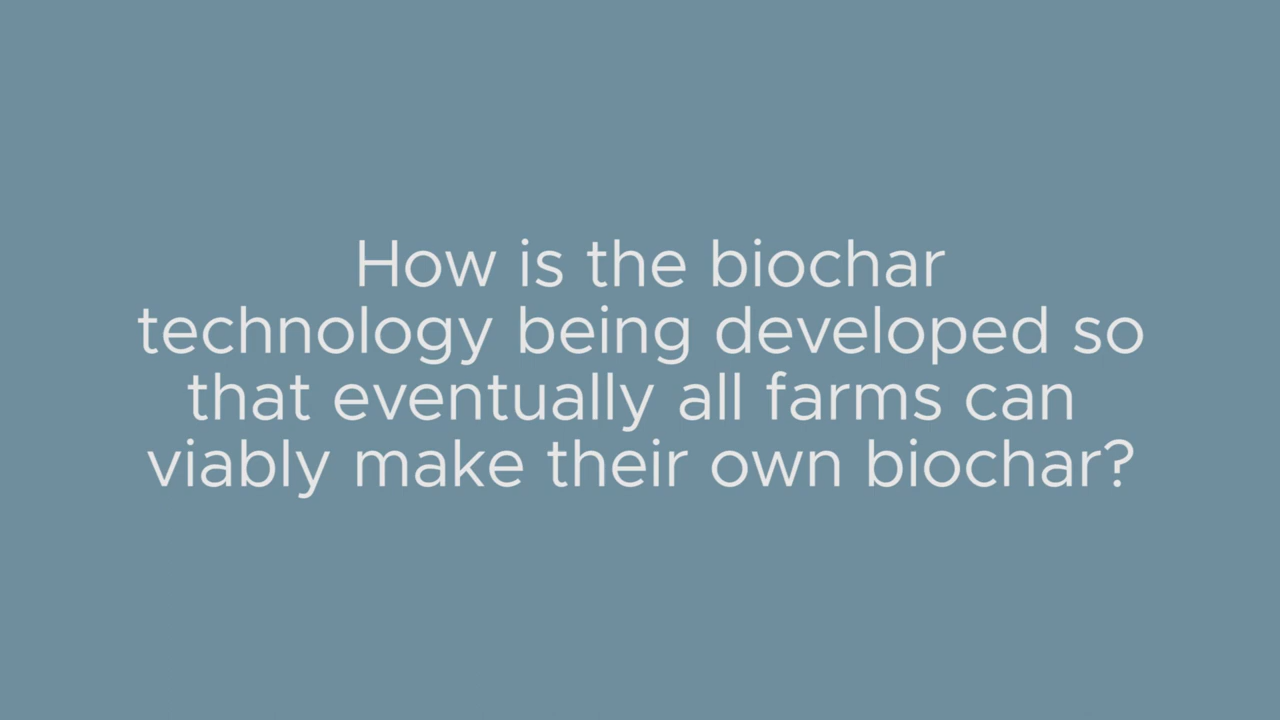 How is the biochar
technology being developed so
that eventually all farms can
viably make their own biochar?